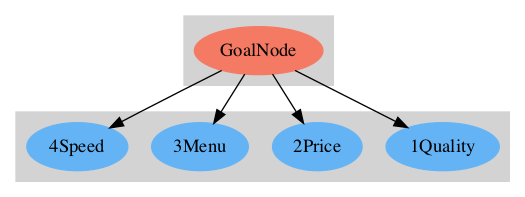 GoalNode
4Speed
3Menu
2Price
1Quality